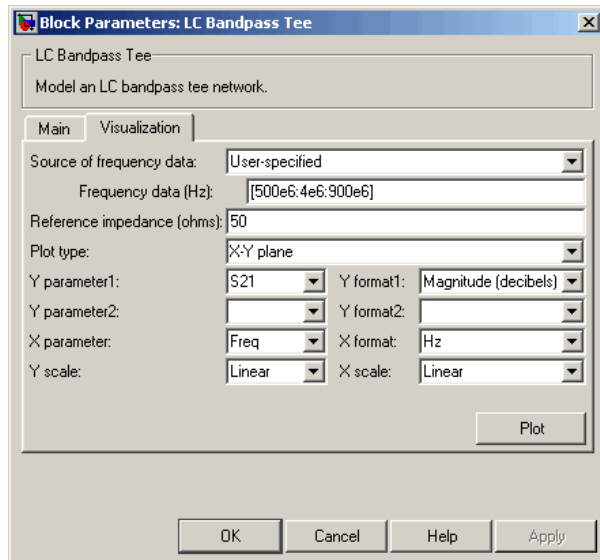 Block Parameters: LC Bandpass Tee
LC Bandpass Tee
Model an LC bandpass tee network.
Main Visualization
Source of frequency data: User-specified
Frequency data (Hz): [500e6:4e6:900e6]
Reference impedance (ohms): 50
Plot type: X-Y plane
Y parameter1: S21 Y format1: Magnitude (decibels)
Y parameter2: Y format2:
X parameter: Freq X format: Hz
Y scale: Linear X scale: Linear
Plot
OK Cancel Help Apply